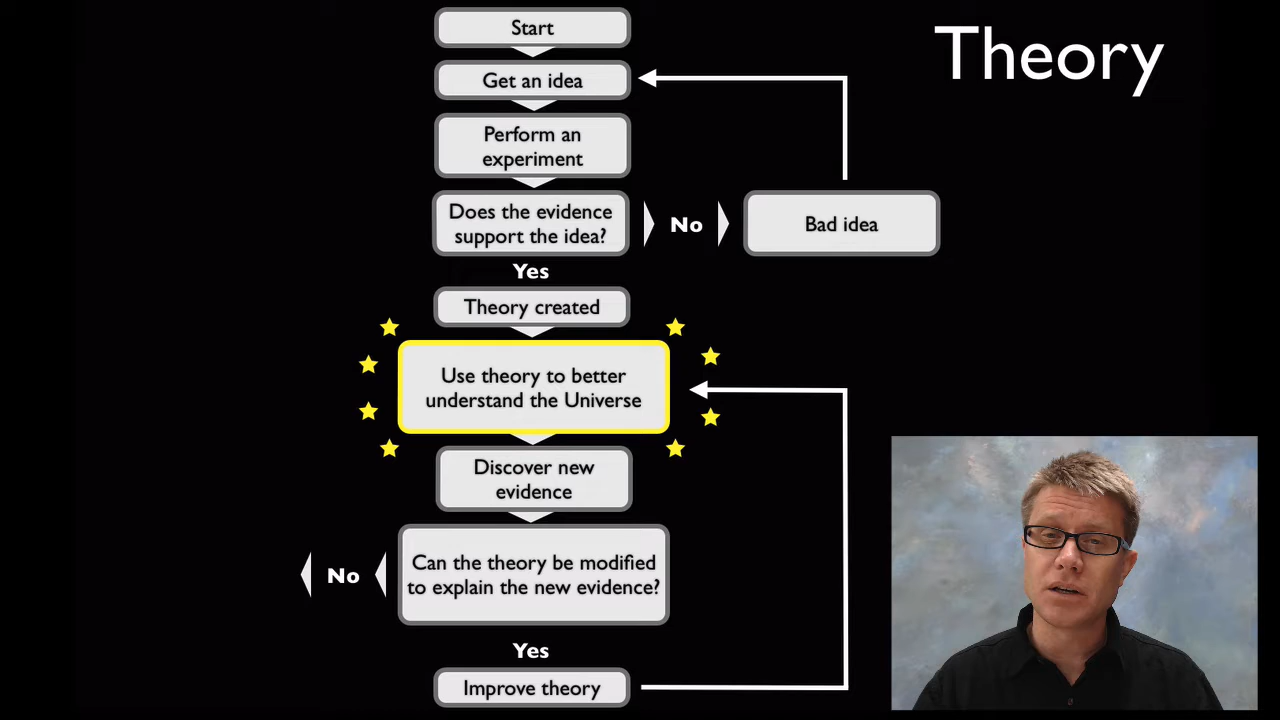 Theory
Start
Get an idea
Perform an
experiment
Does the evidence
support the idea?
No
Bad idea
Yes
Theory created
Use theory to better
understand the Universe
Discover new
evidence
Can the theory be modified
to explain the new evidence?
No
Yes
Improve theory